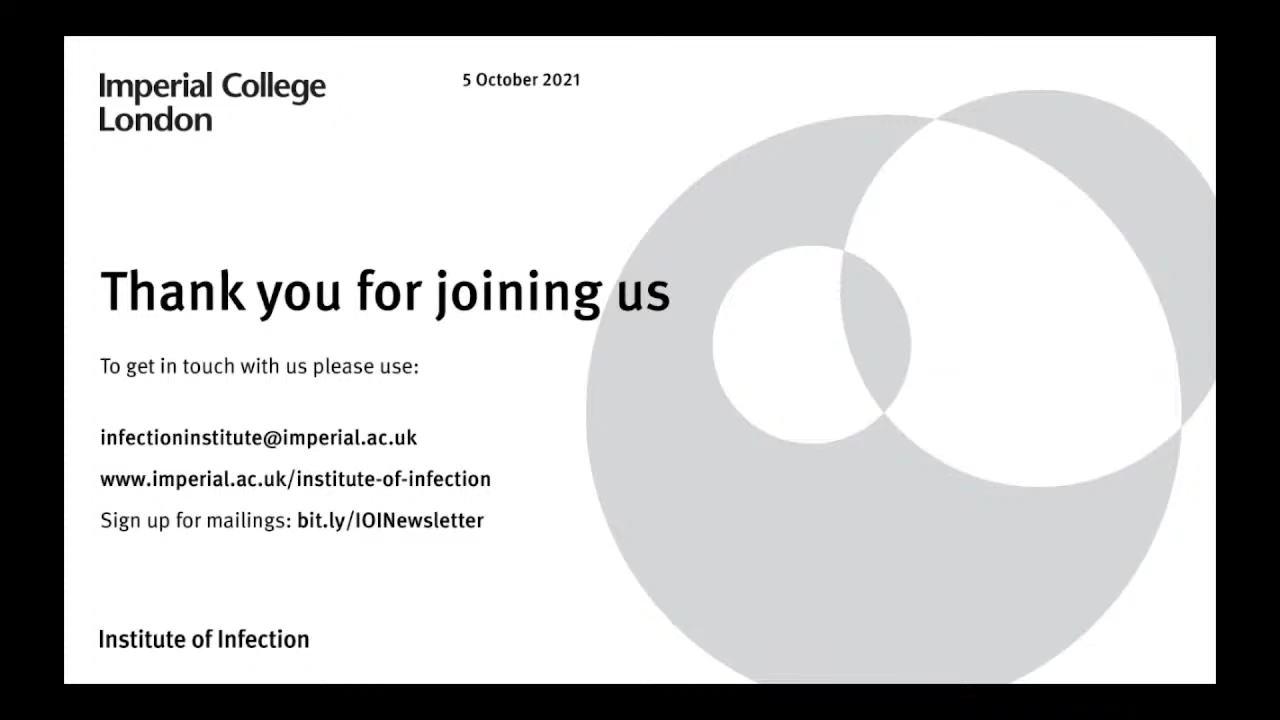 Imperial College
London
5 October 2021
Thank you for joining us
To get in touch with us please use:
infectioninstitute@imperial.ac.uk
www.imperial.ac.uk/institute-of-infection
Sign up for mailings: bit.ly/IOINewsletter
Institute of Infection